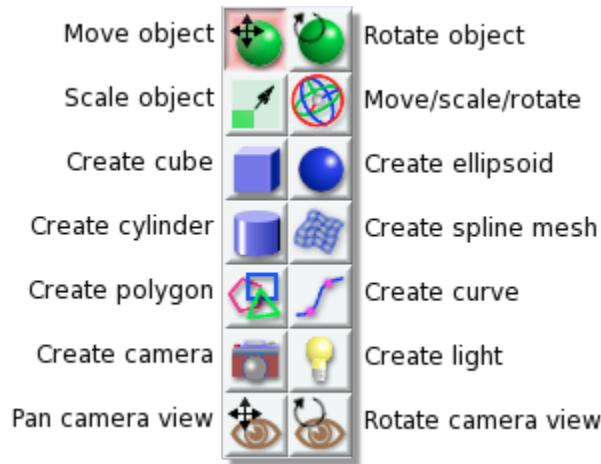 Move object Rotate object
Scale object Move/scale/rotate
Create cube Create ellipsoid
Create cylinder Create spline mesh
Create polygon Create curve
Create camera Create light
Pan camera view Rotate camera view